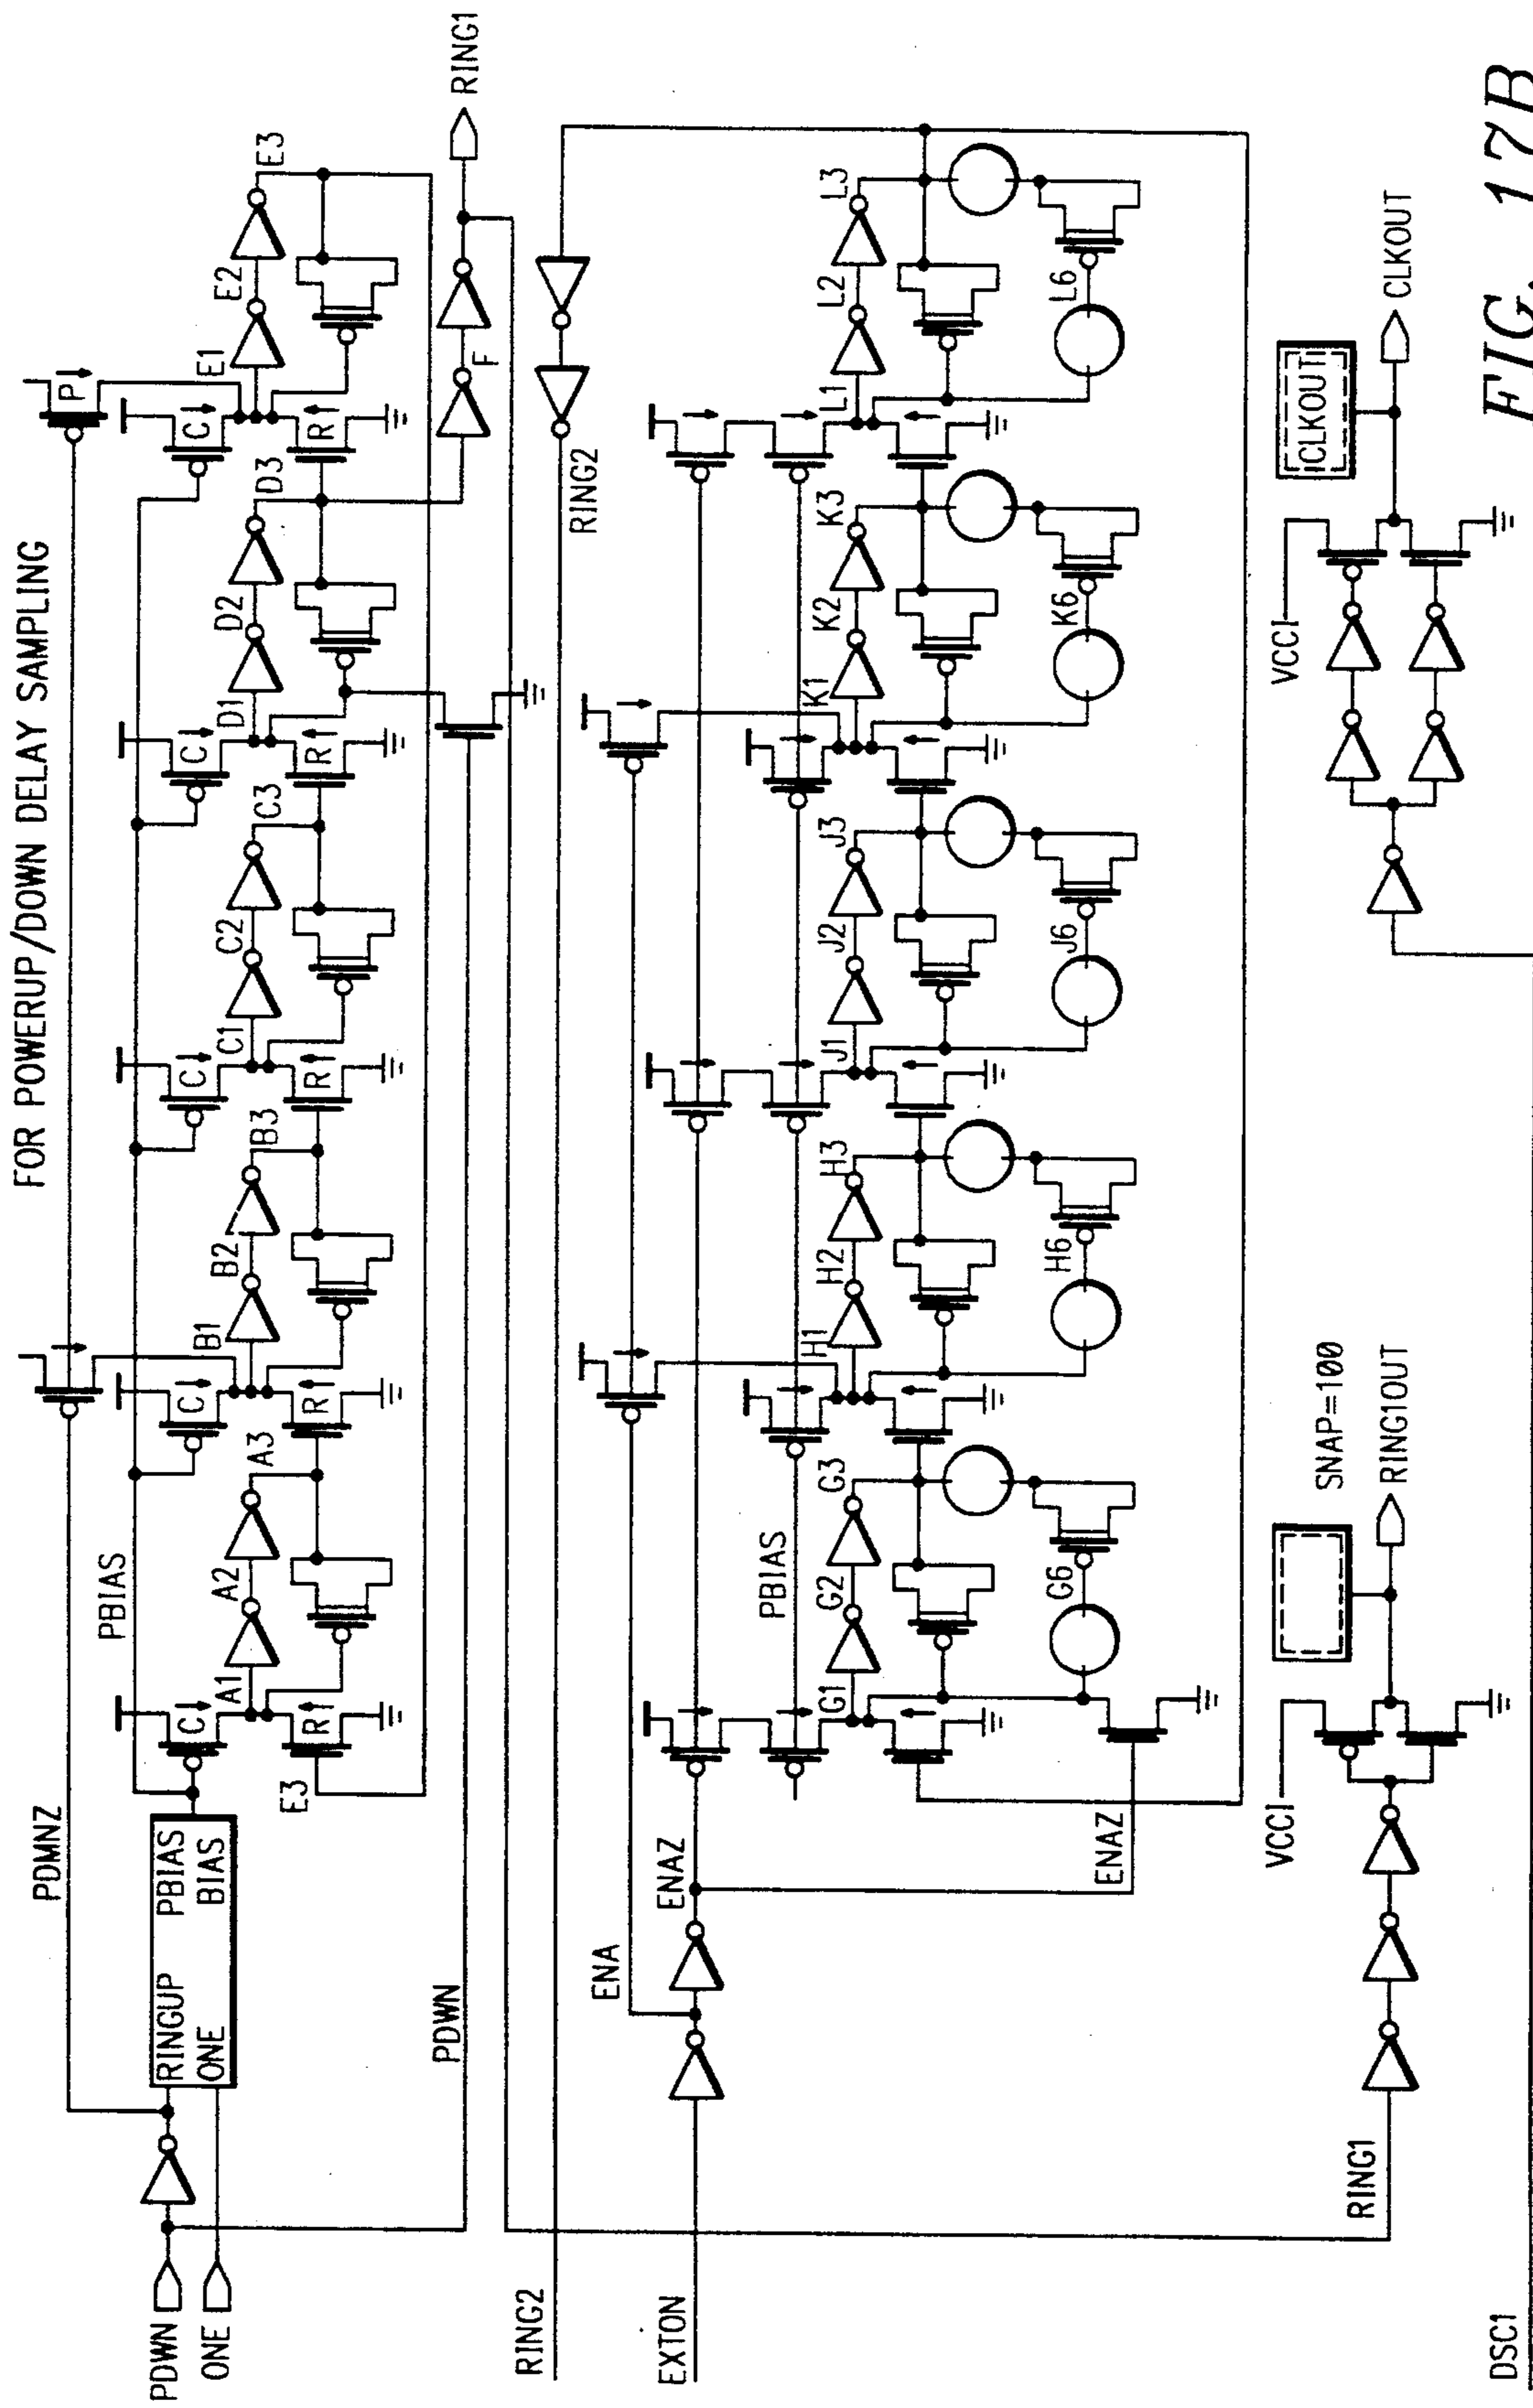 FOR POWERUP/DOWN DELAY SAMPLING
PDMNZ
P
PBIAS
PDWN
ONE
RINGUP PBIAS
ONE BIAS
C
C
C
C
C
A1
A2
A3
B1
B2
B3
C1
C2
C3
D1
D2
D3
E1
E2
E3
R
R
R
R
R
E3
PDWN
F
RING1
RING2
RING2
EXTON
ENA
ENAZ
ENAZ
PBIAS
G1
G2
G3
H1
H2
H3
J1
J2
J3
K1
K2
K3
L1
L2
L3
G6
H6
J6
K6
L6
RING1
VCCI
SNAP=100
RING1OUT
VCCI
CLKOUT
CLKOUT
DSC1
FIG. 17B